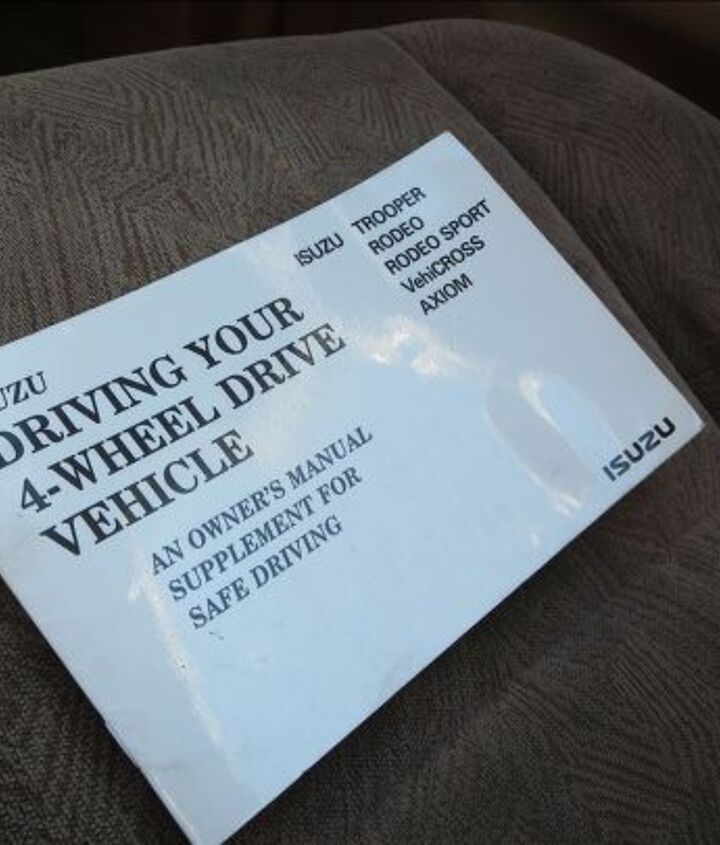 ISUZU TROOPER
RODEO
RODEO SPORT
VehiCROSS
AXIOM
UZU
DRIVING YOUR
4-WHEEL DRIVE
VEHICLE
AN OWNER'S MANUAL
SUPPLEMENT FOR
SAFE DRIVING
ISUZU